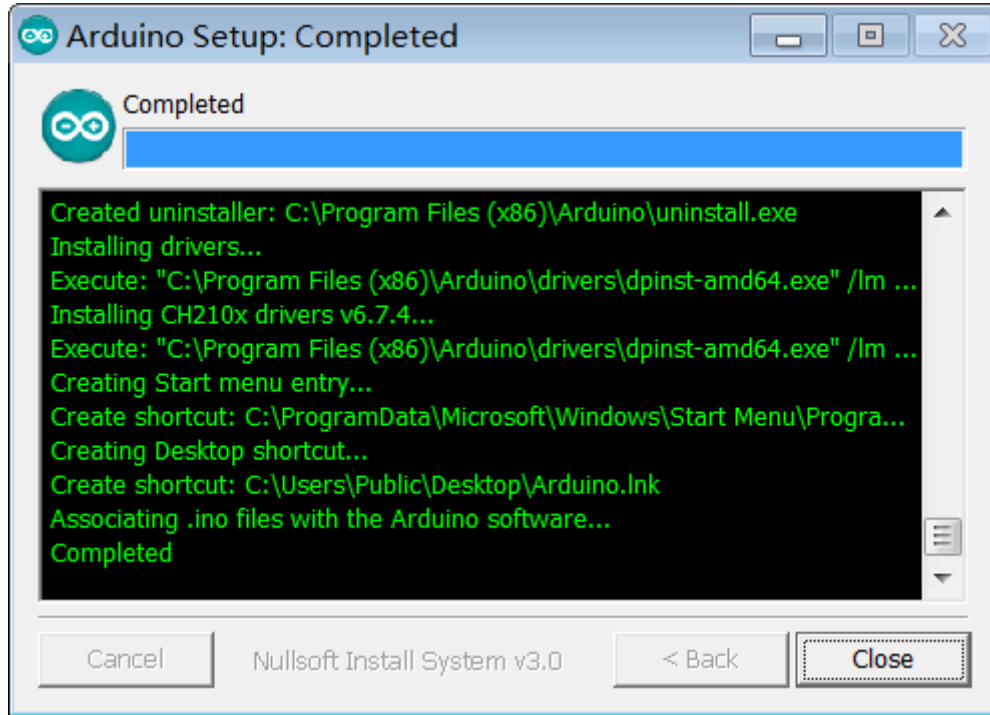 Arduino Setup: Completed
Completed
Created uninstaller: C:\Program Files (x86)\Arduino\uninstall.exe
Installing drivers...
Execute: "C:\Program Files (x86)\Arduino\drivers\dpinst-amd64.exe" /lm ...
Installing CH210x drivers v6.7.4...
Execute: "C:\Program Files (x86)\Arduino\drivers\dpinst-amd64.exe" /lm ...
Creating Start menu entry...
Create shortcut: C:\ProgramData\Microsoft\Windows\Start Menu\Progra...
Creating Desktop shortcut...
Create shortcut: C:\Users\Public\Desktop\Arduino.lnk
Associating .ino files with the Arduino software...
Completed
Cancel Nullsoft Install System v3.0 < Back Close